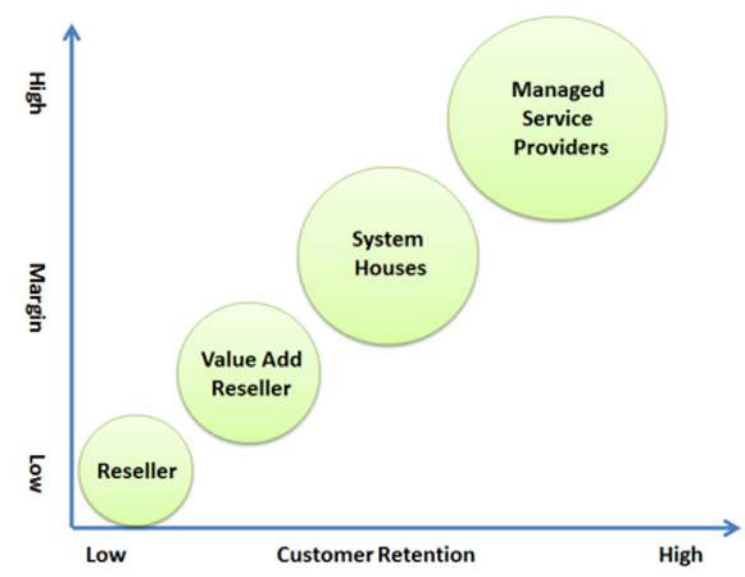 High
Managed
Service
Providers
System
Houses
Margin
Value Add
Reseller
Low
Reseller
Low
Customer Retention
High